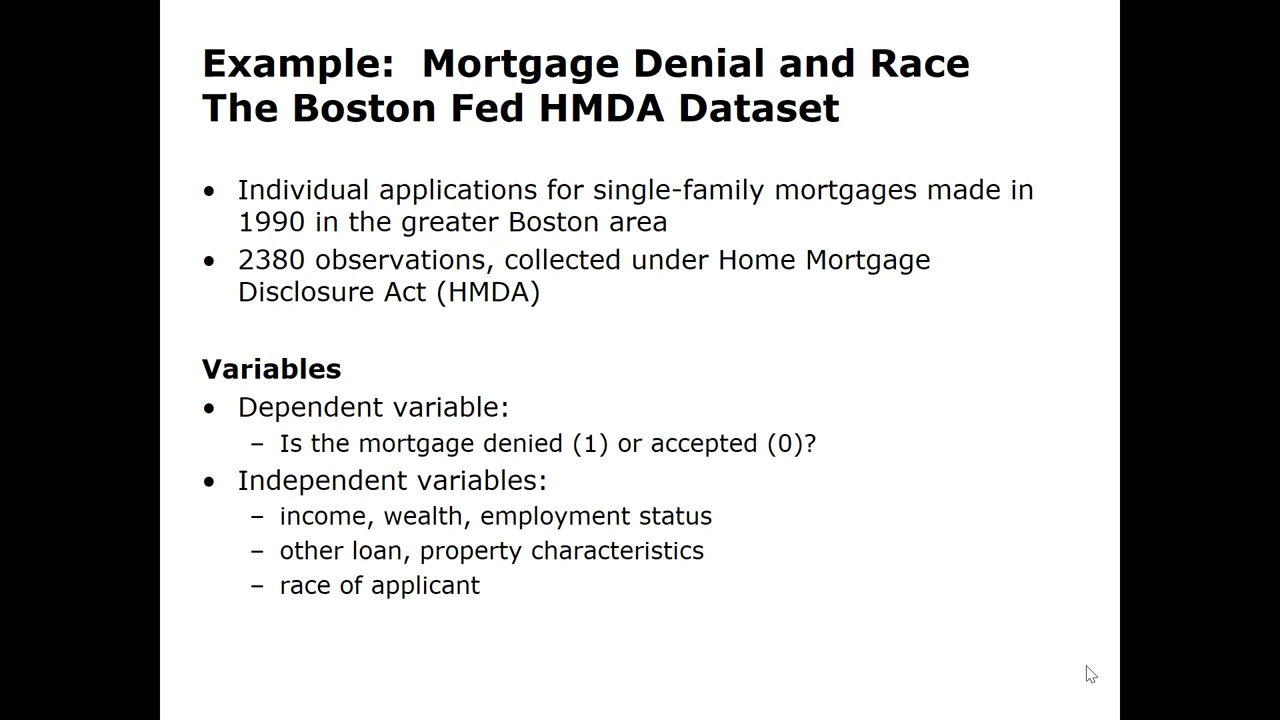 Example:  Mortgage Denial and Race
The Boston Fed HMDA Dataset
• Individual applications for single-family mortgages made in
1990 in the greater Boston area
• 2380 observations, collected under Home Mortgage
Disclosure Act (HMDA)
Variables
• Dependent variable:
– Is the mortgage denied (1) or accepted (0)?
• Independent variables:
– income, wealth, employment status
– other loan, property characteristics
– race of applicant